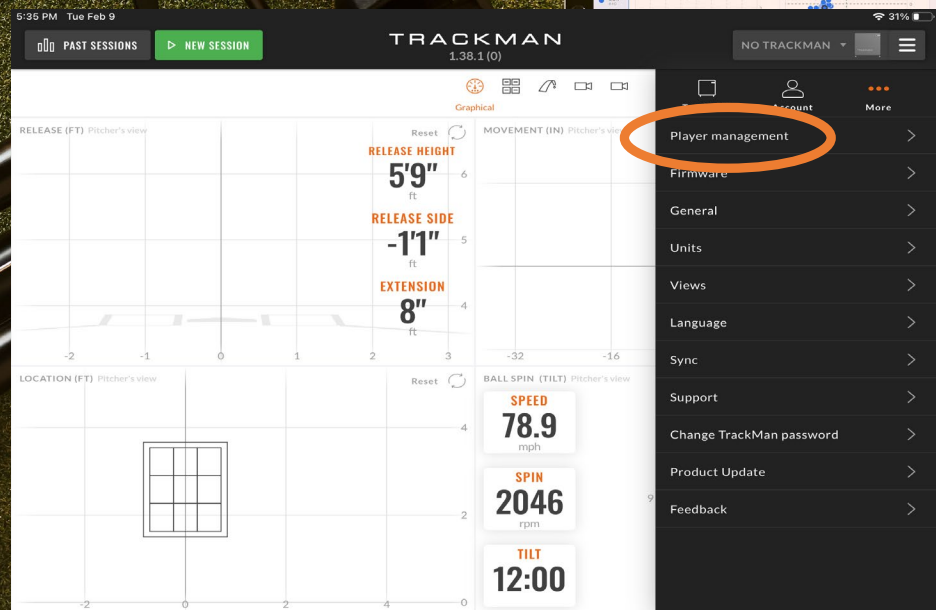 5:35 PM Tue Feb 9
31%
PAST SESSIONS
NEW SESSION
TRACKMAN
1.38.1 (0)
NO TRACKMAN
Graphical
Account
More
RELEASE (FT) Pitcher's view
Reset
RELEASE HEIGHT
5'9"
ft
RELEASE SIDE
-1'1"
ft
EXTENSION
8"
ft
6
5
4
-2 -1 0 1 2 3
MOVEMENT (IN) Pitcher's view
-32 -16
LOCATION (FT) Pitcher's view
Reset
4
2
0
-2 0 2 4
BALL SPIN (TILT) Pitcher's view
SPEED
78.9
mph
SPIN
2046
rpm
TILT
12:00
9
Player management
Firmware
General
Units
Views
Language
Sync
Support
Change TrackMan password
Product Update
Feedback